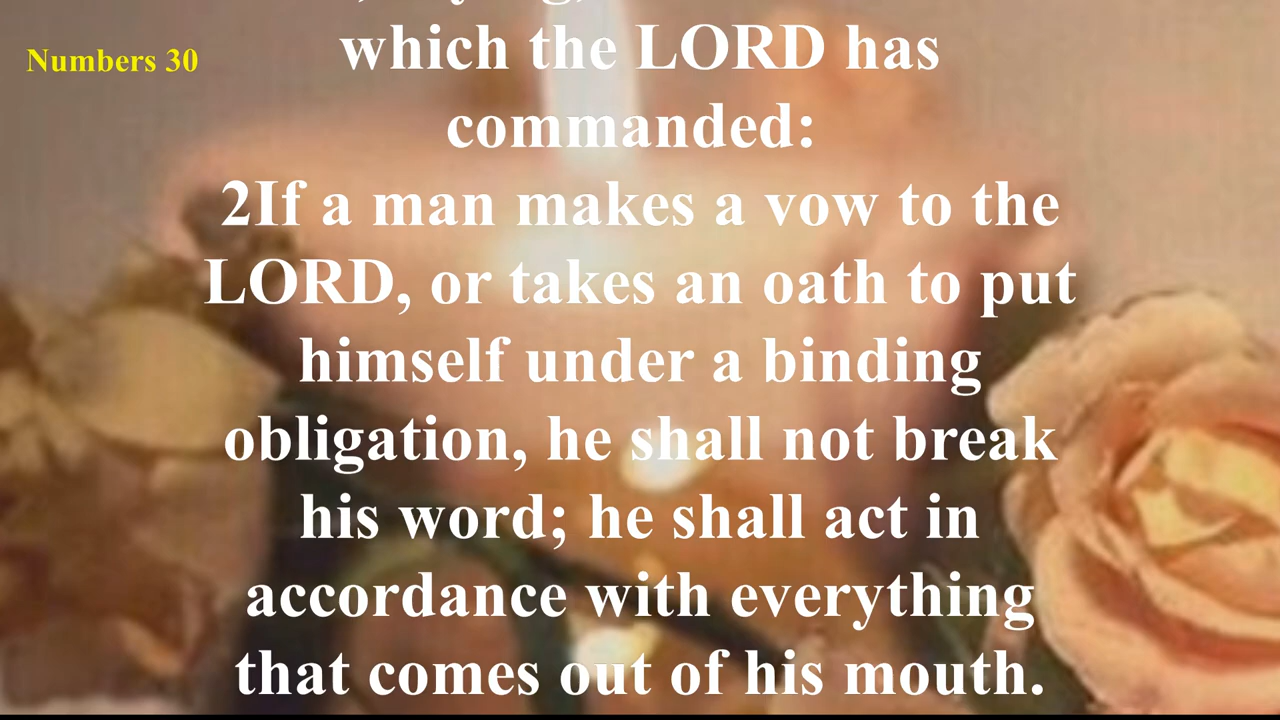 Numbers 30
which the LORD has
commanded:
2If a man makes a vow to the
LORD, or takes an oath to put
himself under a binding
obligation, he shall not break
his word; he shall act in
accordance with everything
that comes out of his mouth.